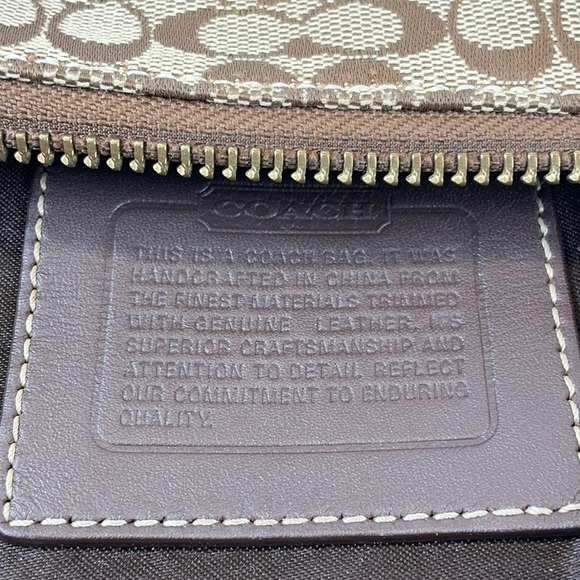 COACH
THIS IS A COACH BAG. IT WAS
HANDCRAFTED IN CHINA FROM
THE FINEST MATERIALS TRIMMED
WITH GENUINE LEATHER. IT'S
SUPERIOR CRAFTSMANSHIP AND
ATTENTION TO DETAIL REFLECT
OUR COMMITMENT TO ENDURING
QUALITY.